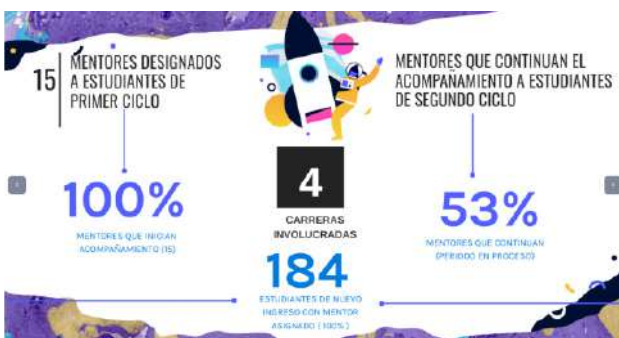 15
MENTORES DESIGNADOS
A ESTUDIANTES DE
PRIMER CICLO
100%
MENTORES QUE INICIAN
ACOMPAÑAMIENTO (15)
4
CARRERAS
INVOLUCRADAS
184
ESTUDIANTES DE NUEVO
INGRESO CON MENTOR
ASIGNADO (100%)
MENTORES QUE CONTINUAN EL
ACOMPAÑAMIENTO A ESTUDIANTES
DE SEGUNDO CICLO
53%
MENTORES QUE CONTINUAN
(PERIODO EN PROCESO)